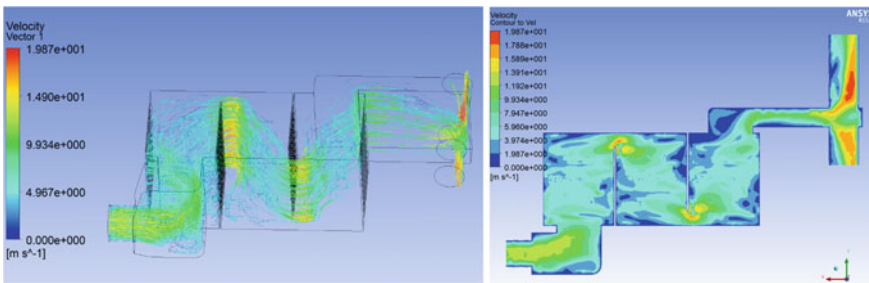 Velocity
Vector 1
1.987e+001
1.490e+001
9.934e+000
4.967e+000
0.000e+000
[m s^-1]
Velocity
Contour to Vel
1.987e+001
1.788e+001
1.589e+001
1.391e+001
1.192e+001
9.934e+000
7.947e+000
5.960e+000
3.974e+000
1.987e+000
0.000e+000
[m s^-1]
ANSY